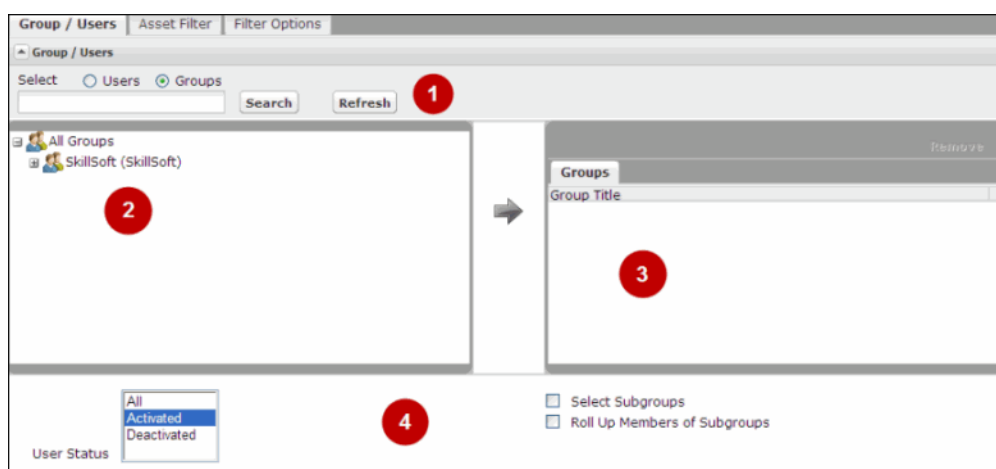 Group / Users Asset Filter Filter Options
Group / Users
Select Users Groups
Search Refresh 1
All Groups
SkillSoft (SkillSoft)
2
Remove
Groups
Group Title
3
All
Activated
Deactivated
User Status
4
Select Subgroups
Roll Up Members of Subgroups